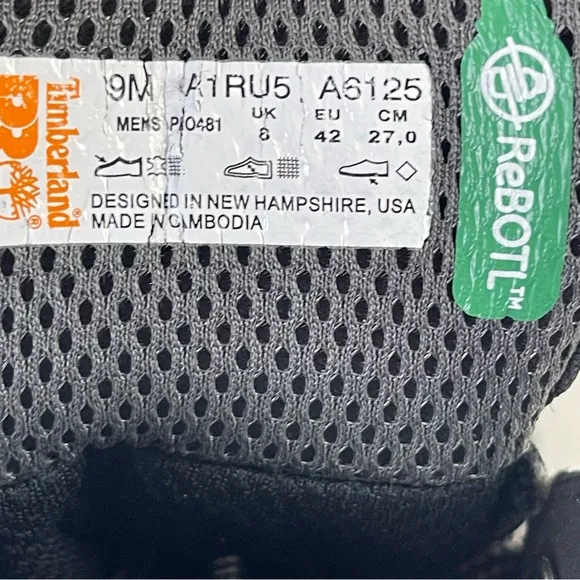 9M A1RU5 A6125
MENS P/O481 UK EU CM
8 42 27,0
DESIGNED IN NEW HAMPSHIRE, USA
MADE IN CAMBODIA
Timberland ®
PRO ®
ReBOTL™